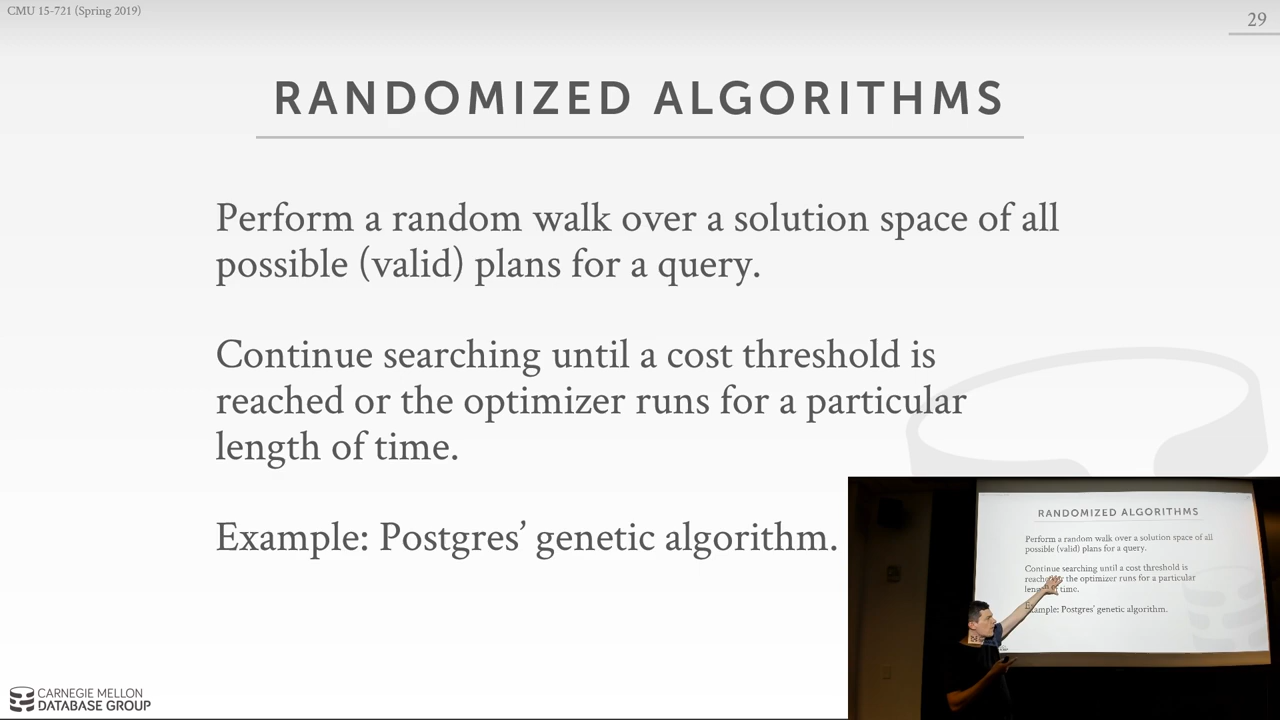 CMU 15-721 (Spring 2019)
29
RANDOMIZED ALGORITHMS
Perform a random walk over a solution space of all
possible (valid) plans for a query.
Continue searching until a cost threshold is
reached or the optimizer runs for a particular
length of time.
Example: Postgres’ genetic algorithm.
RANDOMIZED ALGORITHMS
Perform a random walk over a solution space of all
possible (valid) plans for a query.
Continue searching until a cost threshold is
the optimizer runs for a particular
time.
Example: Postgres’ genetic algorithm.
CARNEGIE MELLON
DATABASE GROUP